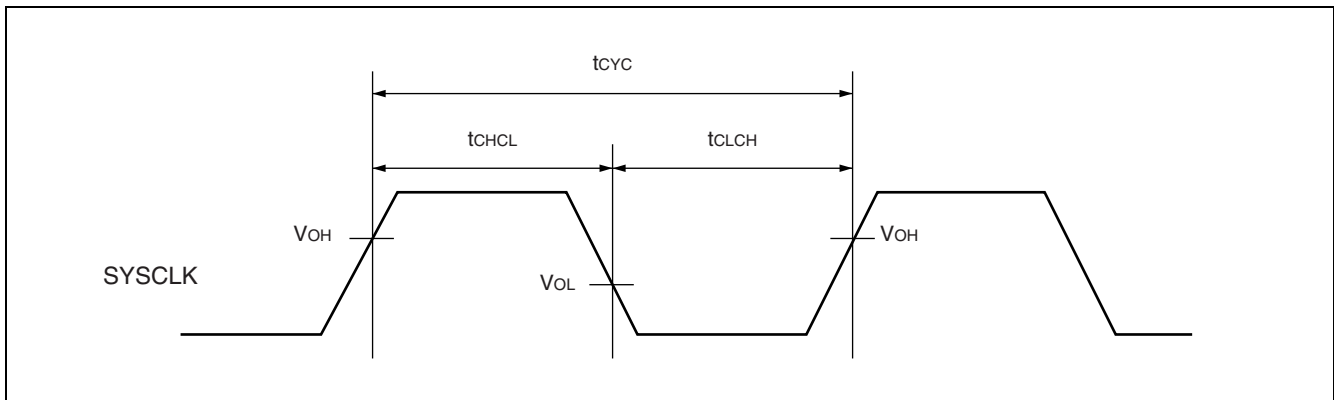 tCYC
tCHCL
tCLCH
VOH
VOH
SYSCLK
VOL